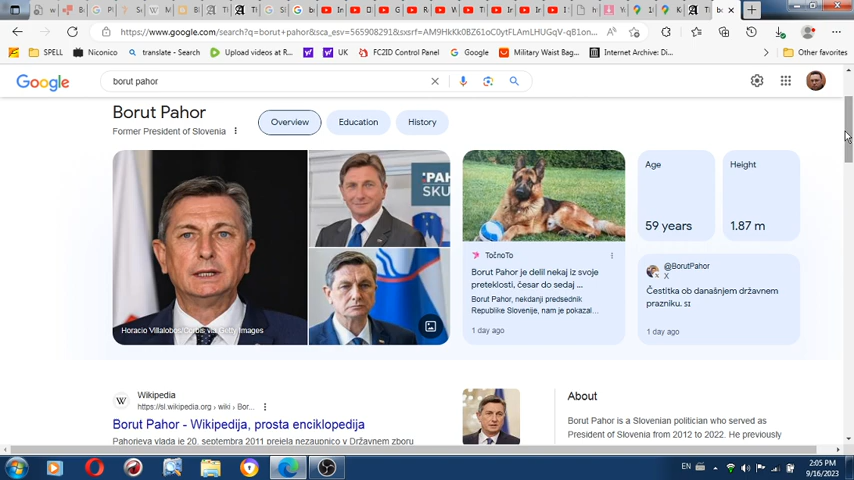 https://www.google.com/search?q=borut+pahor&sca_esv=565908291&sxsrf=AM9HkKk0BZ61oC0ytFLAmLHUGqV-qB1on...
SPELL
Niconico
translate - Search
Upload videos at R...
UK
FC2ID Control Panel
Google
Military Waist Bag...
Internet Archive: Di...
Other favorites
Google
borut pahor
Borut Pahor
Former President of Slovenia
Overview
Education
History
PAH
SKU
Horacio Villalobos/Corbis via Getty Images
TočnoTo
Borut Pahor je delil nekaj iz svoje
preteklosti, česar do sedaj ...
Borut Pahor, nekdanji predsednik
Republike Slovenije, nam je pokazal...
1 day ago
Age
59 years
Height
1.87 m
@BorutPahor
X
Čestitka ob današnjem državnem
prazniku. sı
1 day ago
Wikipedia
https://sl.wikipedia.org › wiki › Bor...
Borut Pahor - Wikipedija, prosta enciklopedija
Pahorjeva vlada je 20. septembra 2011 prejela nezaupnico v Državnem zboru
About
Borut Pahor is a Slovenian politician who served as
President of Slovenia from 2012 to 2022. He previously
EN
2:05 PM
9/16/2023